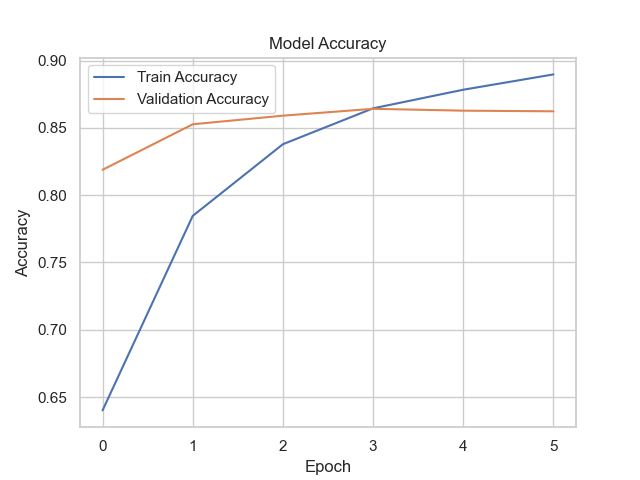 Model Accuracy
Train Accuracy
Validation Accuracy
0.90
0.85
0.80
0.75
0.70
0.65
Accuracy
0 1 2 3 4 5
Epoch